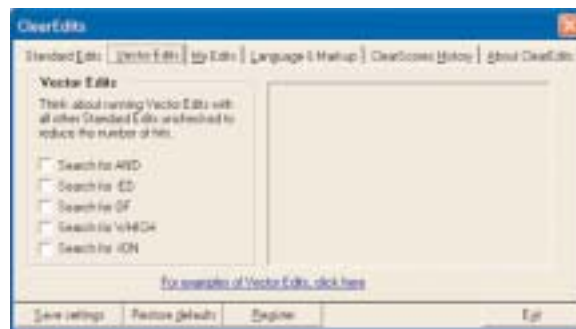 ClearEdits
Standard Edits Vector Edits My Edits Language & Markup ClearScores History About ClearEdits
Vector Edits
Think about running Vector Edits with
all other Standard Edits unchecked to
reduce the number of hits.
Search for AND
Search for -ED
Search for OF
Search for WHICH
Search for -ION
For examples of Vector Edits, click here
Save settings Restore defaults Register Exit